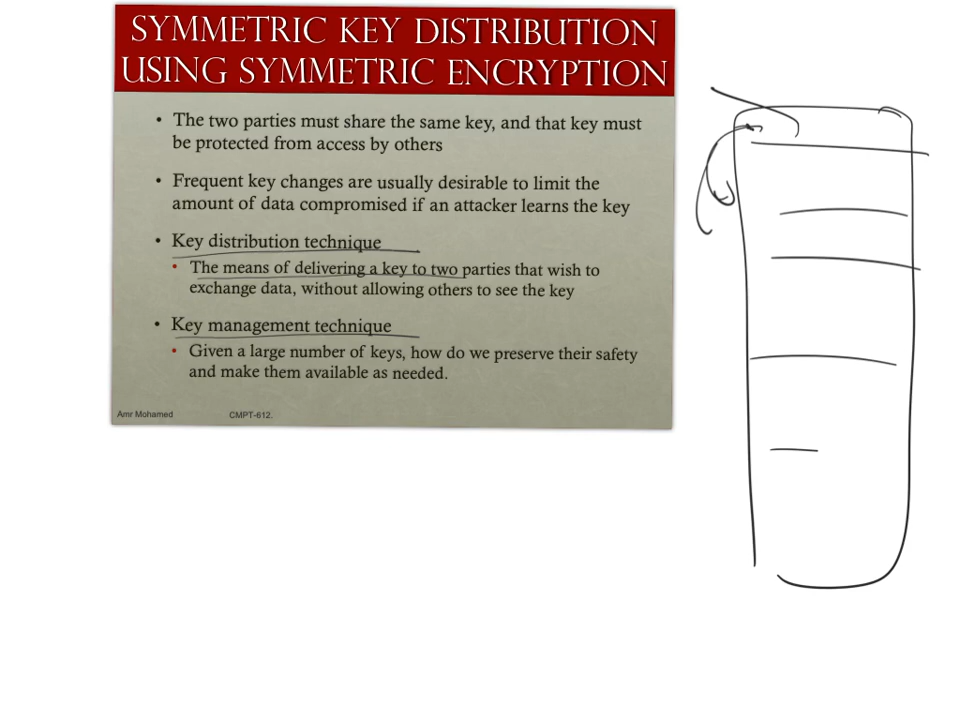 SYMMETRIC KEY DISTRIBUTION
USING SYMMETRIC ENCRYPTION
• The two parties must share the same key, and that key must
be protected from access by others
• Frequent key changes are usually desirable to limit the
amount of data compromised if an attacker learns the key
• Key distribution technique
• The means of delivering a key to two parties that wish to
exchange data, without allowing others to see the key
• Key management technique
• Given a large number of keys, how do we preserve their safety
and make them available as needed.
Amr Mohamed CMPT-612.